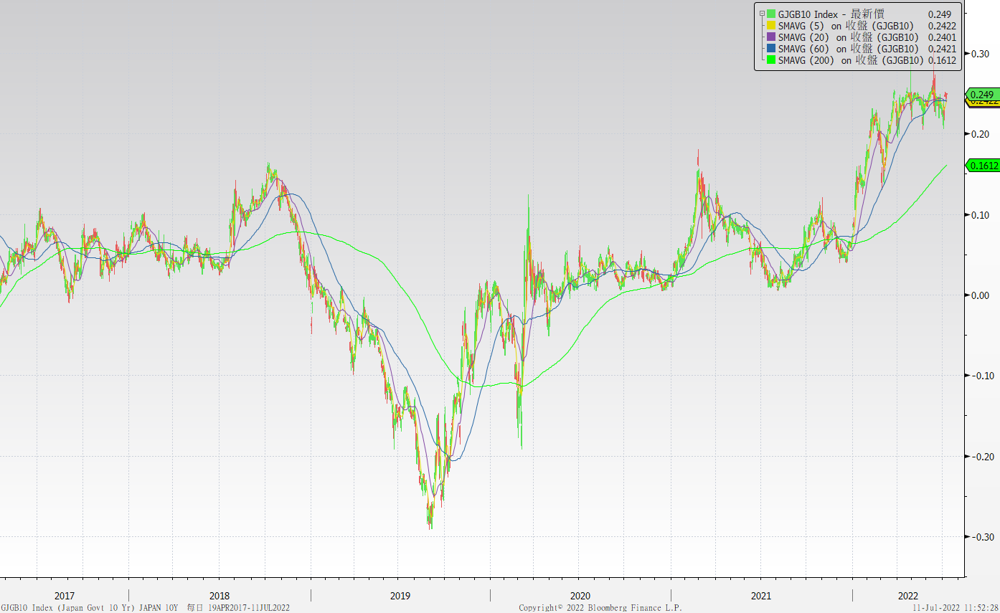 GJGB10 Index - 最新價 0.249
SMAVG (5) on 收盤 (GJGB10) 0.2422
SMAVG (20) on 收盤 (GJGB10) 0.2401
SMAVG (60) on 收盤 (GJGB10) 0.2421
SMAVG (200) on 收盤 (GJGB10) 0.1612
0.30
0.249
0.2422
0.20
0.1612
0.10
0.00
-0.10
-0.20
-0.30
2017 2018 2019 2020 2021 2022
GJGB10 Index (Japan Govt 10 Yr) JAPAN 10Y 每日 19APR2017-11JUL2022 Copyright© 2022 Bloomberg Finance L.P. 11-Jul-2022 11:52:28